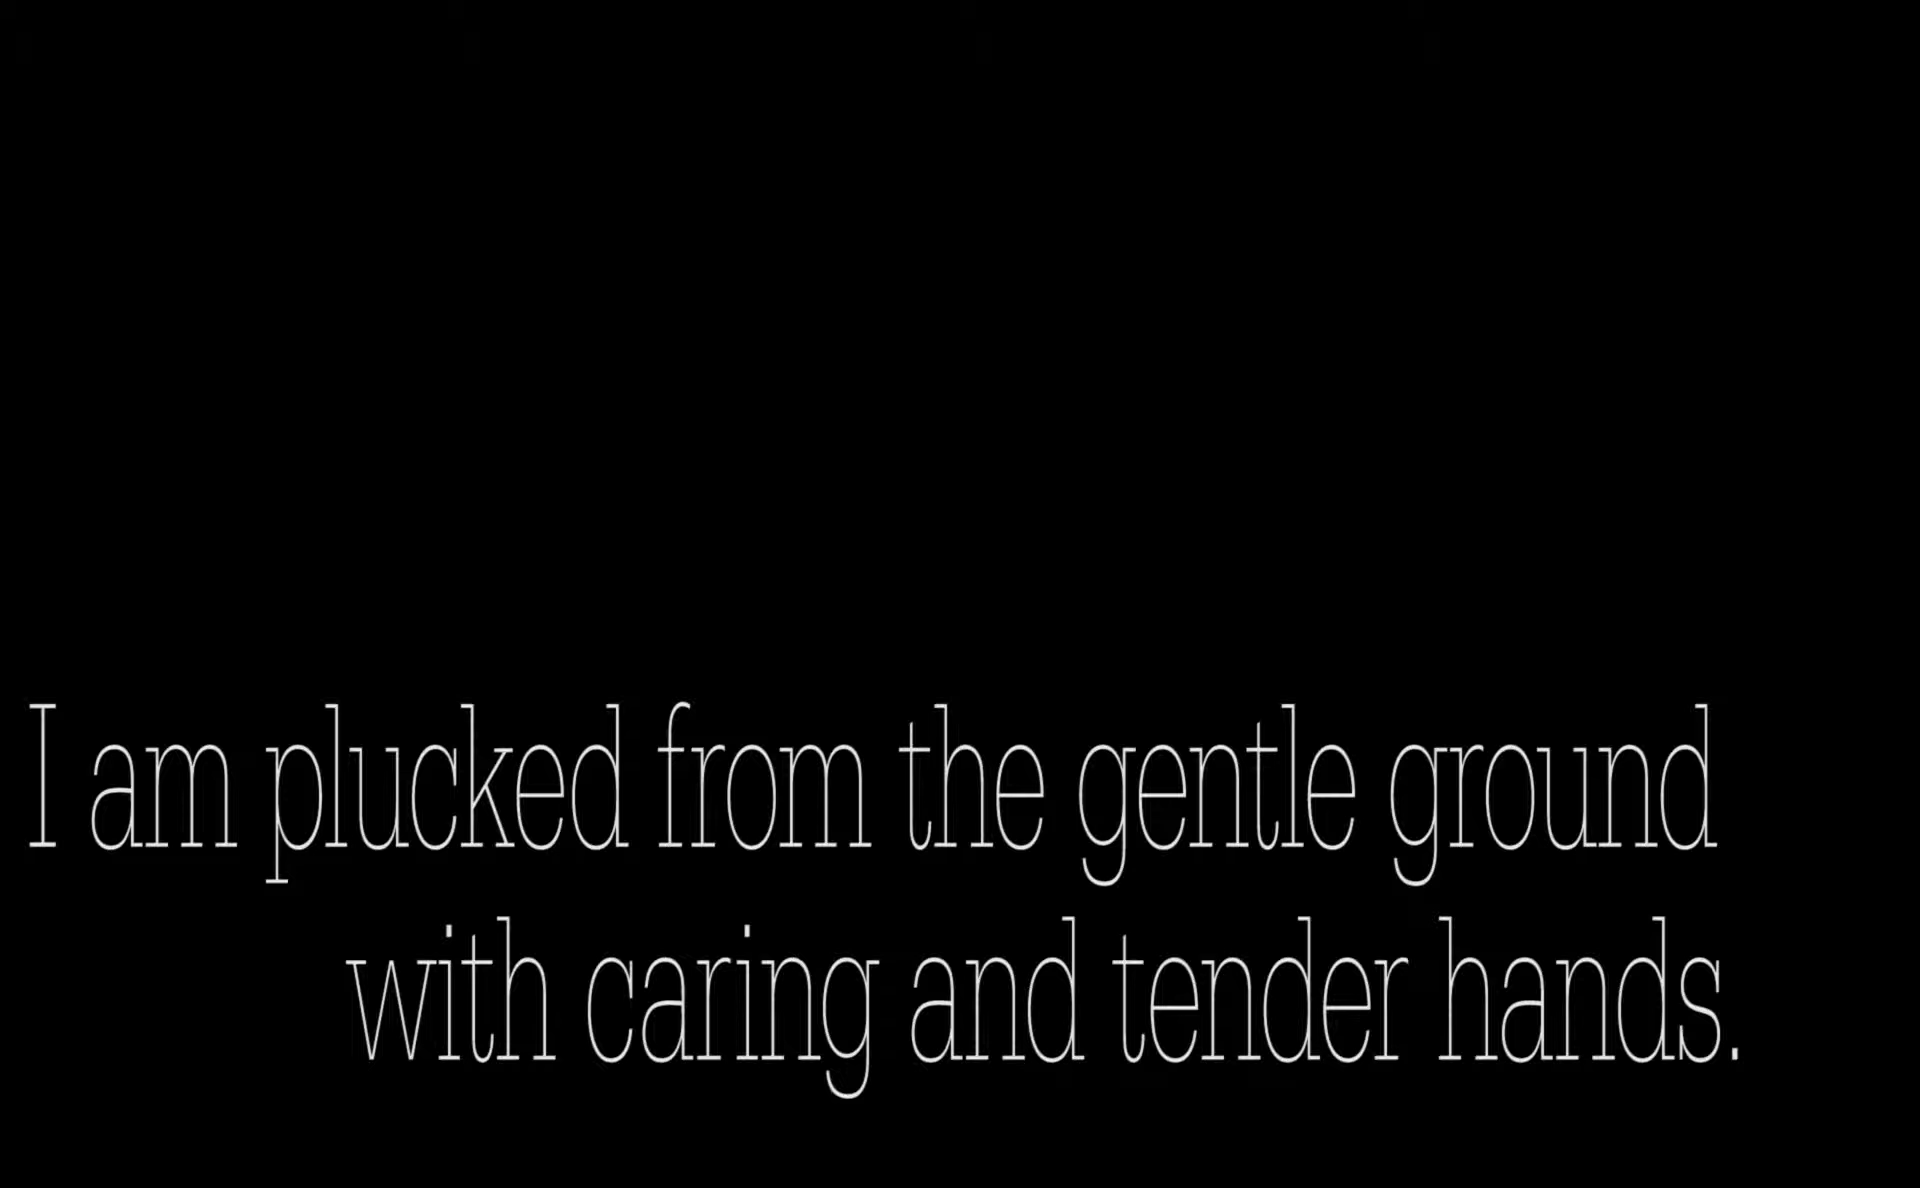 I am plucked from the gentle ground
with caring and tender hands.